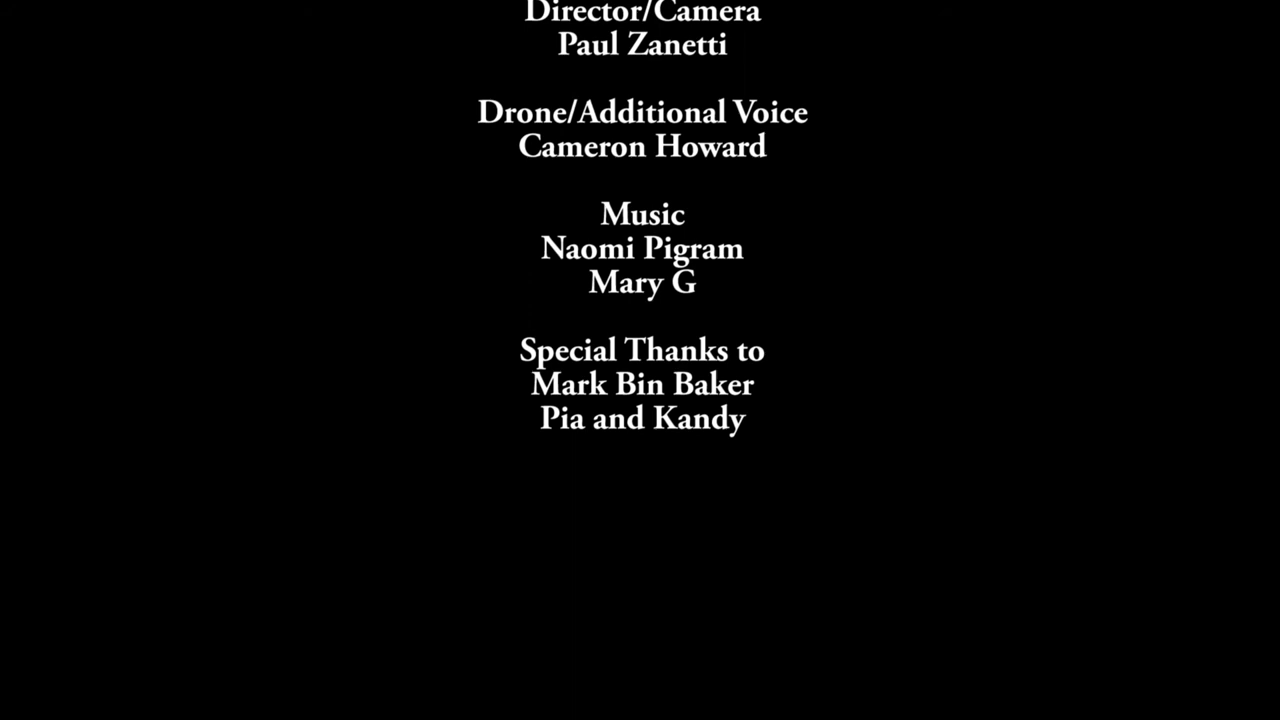 Director/Camera
Paul Zanetti
Drone/Additional Voice
Cameron Howard
Music
Naomi Pigram
Mary G
Special Thanks to
Mark Bin Baker
Pia and Kandy